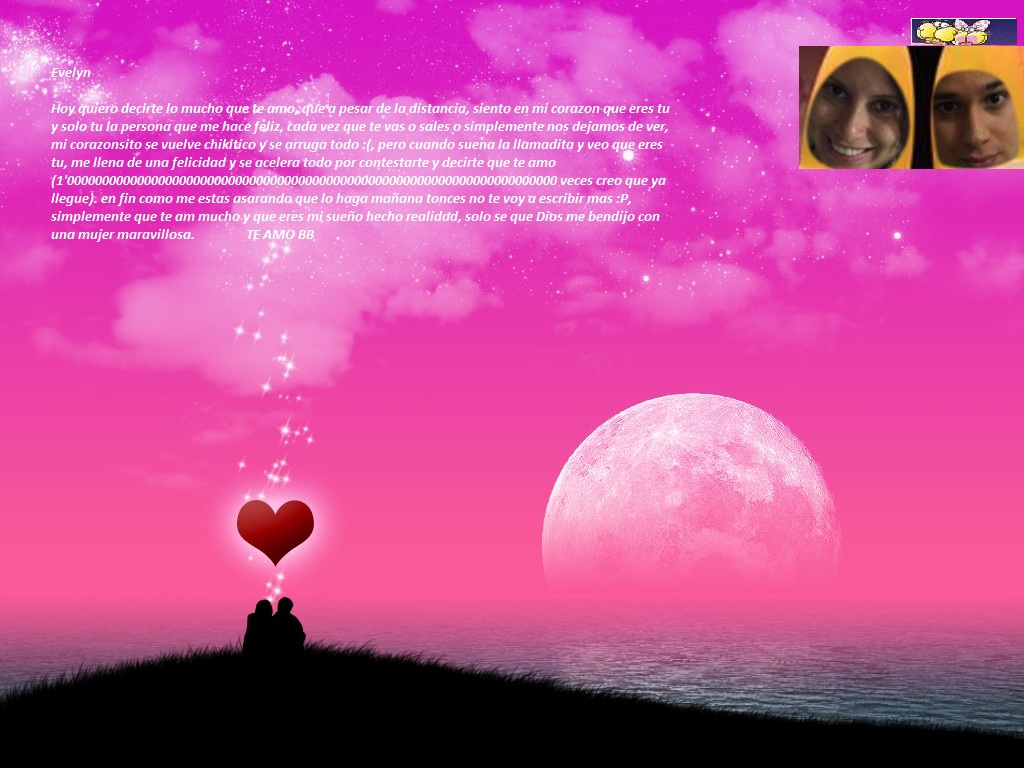 Evelyn
Hoy quiero decirte lo mucho que te amo, que a pesar de la distancia, siento en mi corazon que eres tu
y solo tu la persona que me hace feliz, cada vez que te vas o sales o simplemente nos dejamos de ver,
mi corazonsito se vuelve chikitico y se arruga todo :(, pero cuando suena la llamadita y veo que eres
tu, me llena de una felicidad y se acelera todo por contestarte y decirte que te amo
(1'0000000000000000000000000000000000000000000000000000000000000000000000 veces creo que ya
llegue). en fin como me estas asarando que lo haga mañana tonces no te voy a escribir mas :P,
simplemente que te am mucho y que eres mi sueño hecho realidad, solo se que Dios me bendijo con
una mujer maravillosa. TE AMO BB